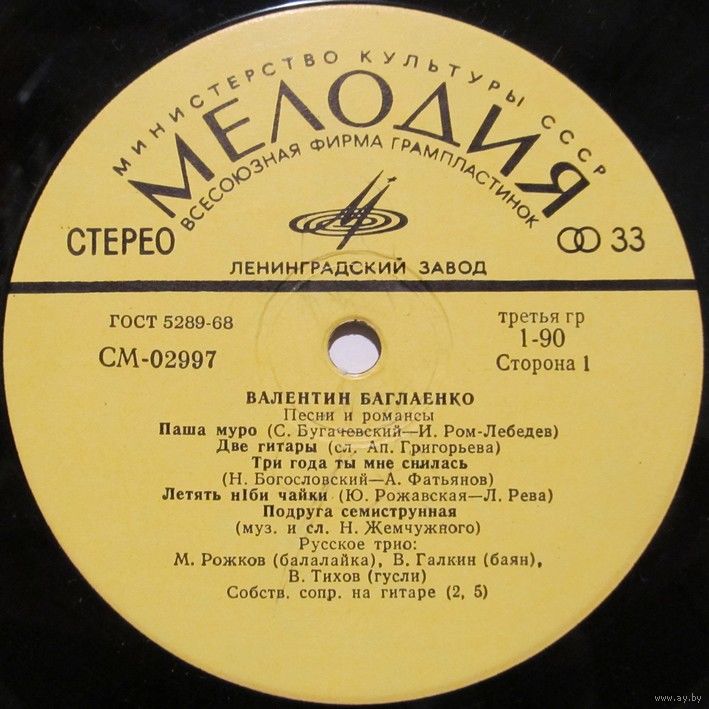 МИНИСТЕРСТВО КУЛЬТУРЫ СССР
МЕЛОДИЯ
ВСЕСОЮЗНАЯ ФИРМА ГРАМПЛАСТИНОК
СТЕРЕО
33
ЛЕНИНГРАДСКИЙ ЗАВОД
ГОСТ 5289-68
третья гр
СМ-02997
1-90
Сторона 1
ВАЛЕНТИН БАГЛАЕНКО
Песни и романсы
Паша муро (С. Бугачевский—И. Ром-Лебедев)
Две гитары (сл. Ап. Григорьева)
Три года ты мне снилась
(Н. Богословский—А. Фатьянов)
Летять нIби чайки (Ю. Рожавская—Л. Рева)
Подруга семиструнная
(муз. и сл. Н. Жемчужного)
Русское трио:
М. Рожков (балалайка), В. Галкин (баян),
В. Тихов (гусли)
Собств. сопр. на гитаре (2, 5)
www.ay.by